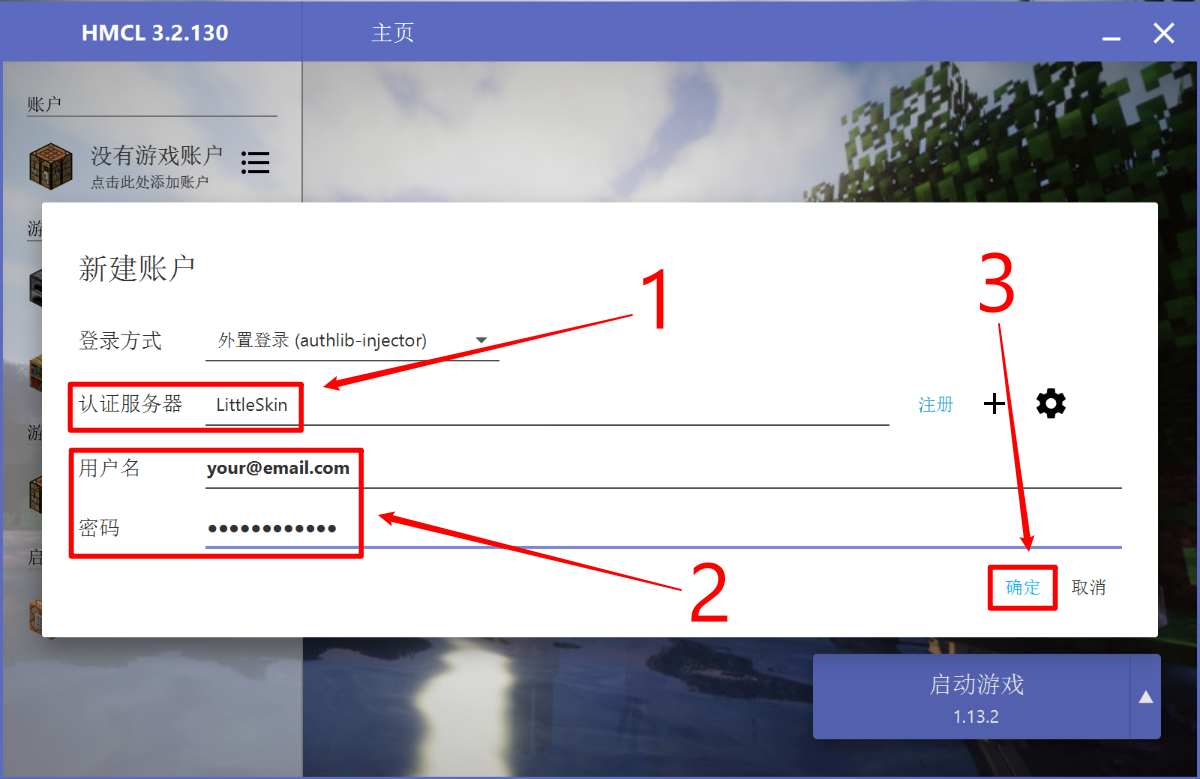 HMCL 3.2.130
主页
账户
没有游戏账户
点击此处添加账户
游
新建账户
1
3
登录方式 外置登录 (authlib-injector)
认证服务器 LittleSkin 注册
游
用户名 your@email.com
密码 ●●●●●●●●●●●●
启
2
确定 取消
启动游戏
1.13.2